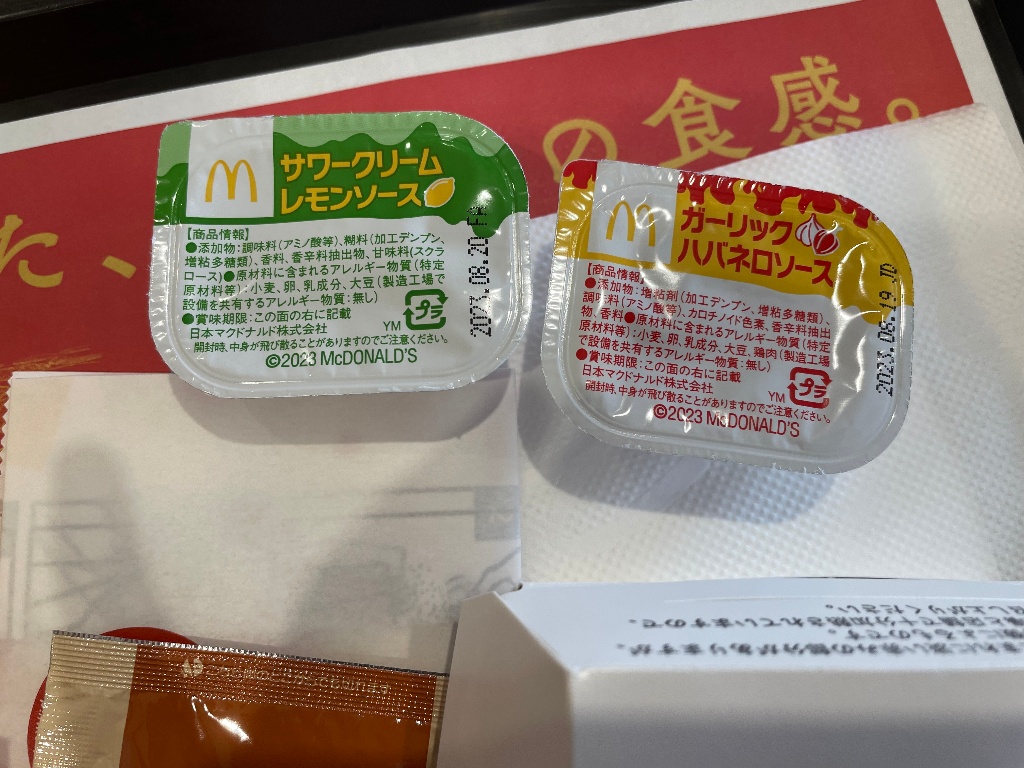 の食感。
た、
サワークリーム
レモンソース
【商品情報】
●添加物:調味料(アミノ酸等)、糊料(加工デンプン、
増粘多糖類)、香料、香辛料抽出物、甘味料(スクラ
ロース)●原材料に含まれるアレルギー物質(特定
原材料等):小麦、卵、乳成分、大豆(製造工場で
設備を共有するアレルギー物質:無し)
●賞味期限:この面の右に記載
日本マクドナルド株式会社
YM プラ
開封時、中身が飛び散ることがありますのでご注意ください。
©2023 McDONALD'S
2023.08.20
ガーリック
ハバネロソース
【商品情報】
●添加物:増粘剤(加工デンプン、増粘多糖類)、
調味料(アミノ酸等)、カロチノイド色素、香辛料抽出
物、香料●原材料に含まれるアレルギー物質(特定
原材料等):小麦、卵、乳成分、大豆、鶏肉(製造工場
で設備を共有するアレルギー物質:無し)
●賞味期限:この面の右に記載
日本マクドナルド株式会社
YM プラ
開封時、中身が飛び散ることがありますのでご注意ください。
©2023 McDONALD'S
2023.08.19 JD